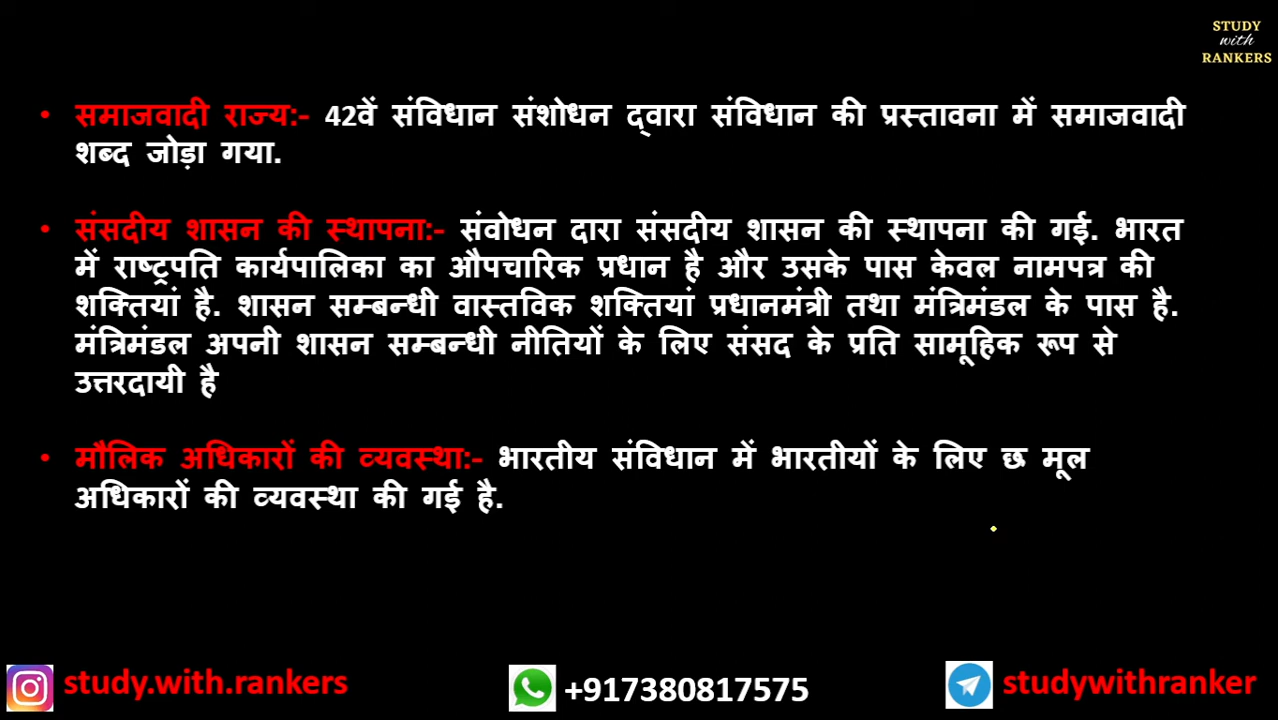 STUDY
with
RANKERS
• समाजवादी राज्य:- 42वें संविधान संशोधन द्वारा संविधान की प्रस्तावना में समाजवादी
शब्द जोड़ा गया.
• संसदीय शासन की स्थापना:- संवोधन दारा संसदीय शासन की स्थापना की गई. भारत
में राष्ट्रपति कार्यपालिका का औपचारिक प्रधान है और उसके पास केवल नामपत्र की
शक्तियां है. शासन सम्बन्धी वास्तविक शक्तियां प्रधानमंत्री तथा मंत्रिमंडल के पास है.
मंत्रिमंडल अपनी शासन सम्बन्धी नीतियों के लिए संसद के प्रति सामूहिक रूप से
उत्तरदायी है
• मौलिक अधिकारों की व्यवस्था:- भारतीय संविधान में भारतीयों के लिए छ मूल
अधिकारों की व्यवस्था की गई है.
study.with.rankers
+917380817575
studywithranker